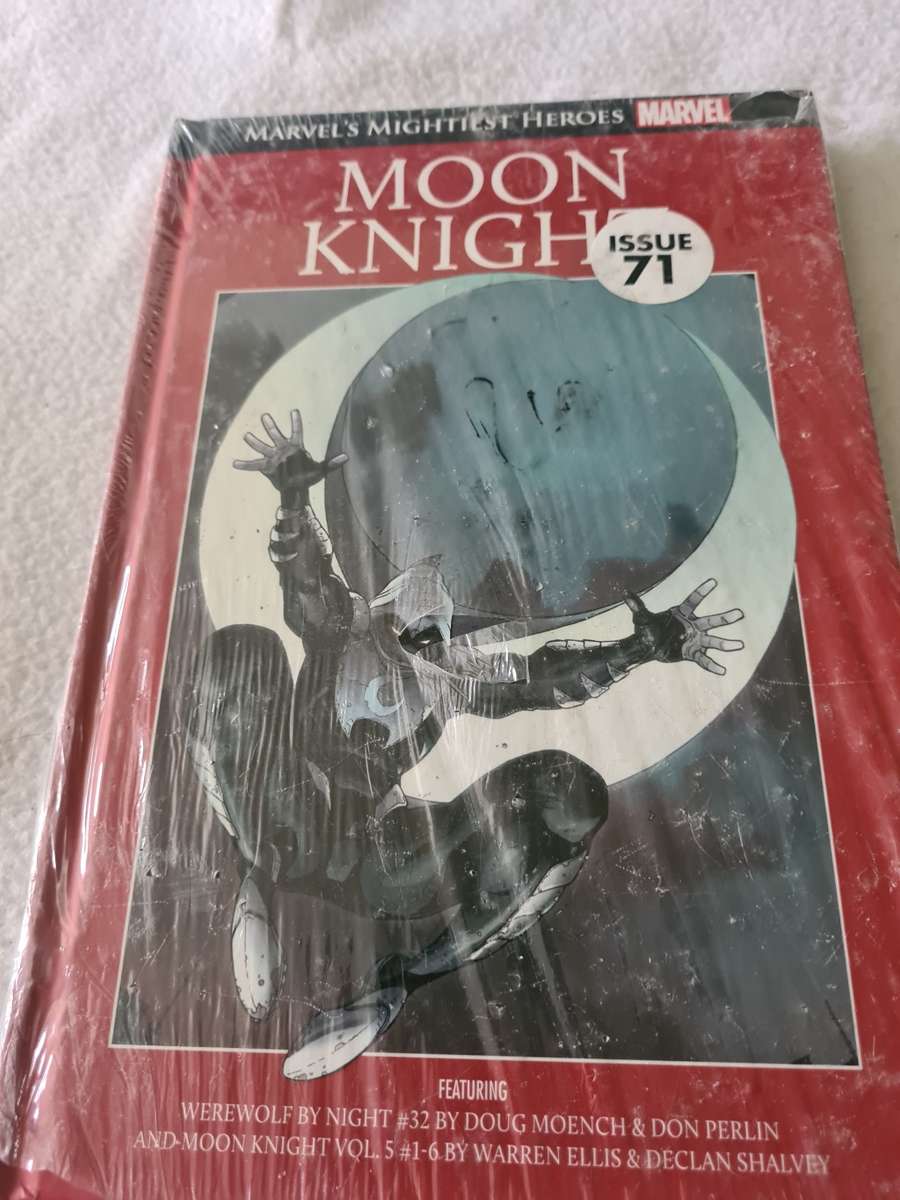 MARVEL'S MIGHTIEST HEROES MARVEL
MOON
KNIGHT
ISSUE
71
FEATURING
WEREWOLF BY NIGHT #32 BY DOUG MOENCH & DON PERLIN
AND MOON KNIGHT VOL. 5 #1-6 BY WARREN ELLIS & DECLAN SHALVEY